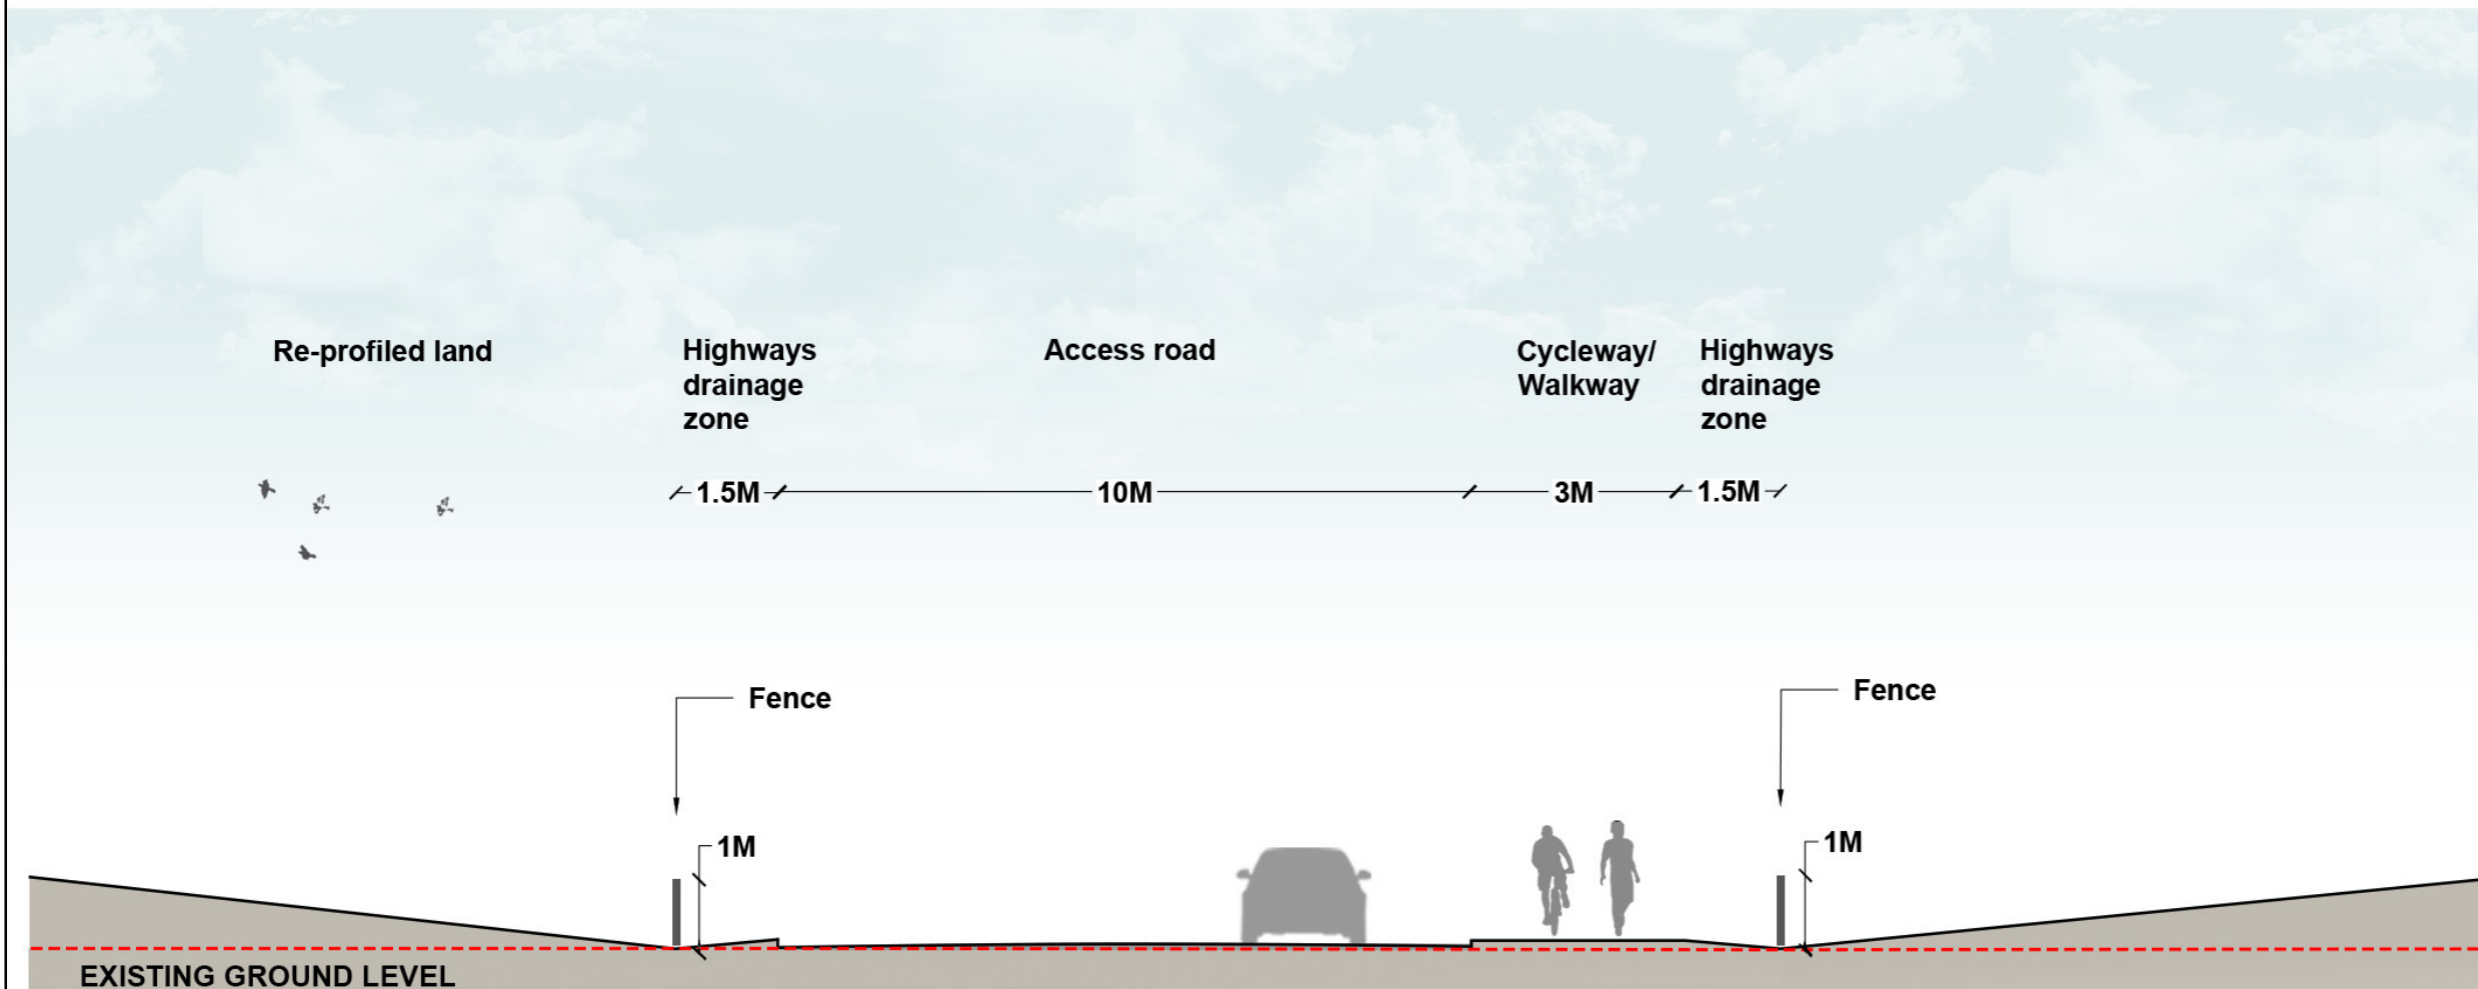 Re-profiled land
Highways
drainage
zone
Access road
Cycleway/
Walkway
Highways
drainage
zone
1.5M
10M
3M
1.5M
Fence
Fence
1M
1M
EXISTING GROUND LEVEL